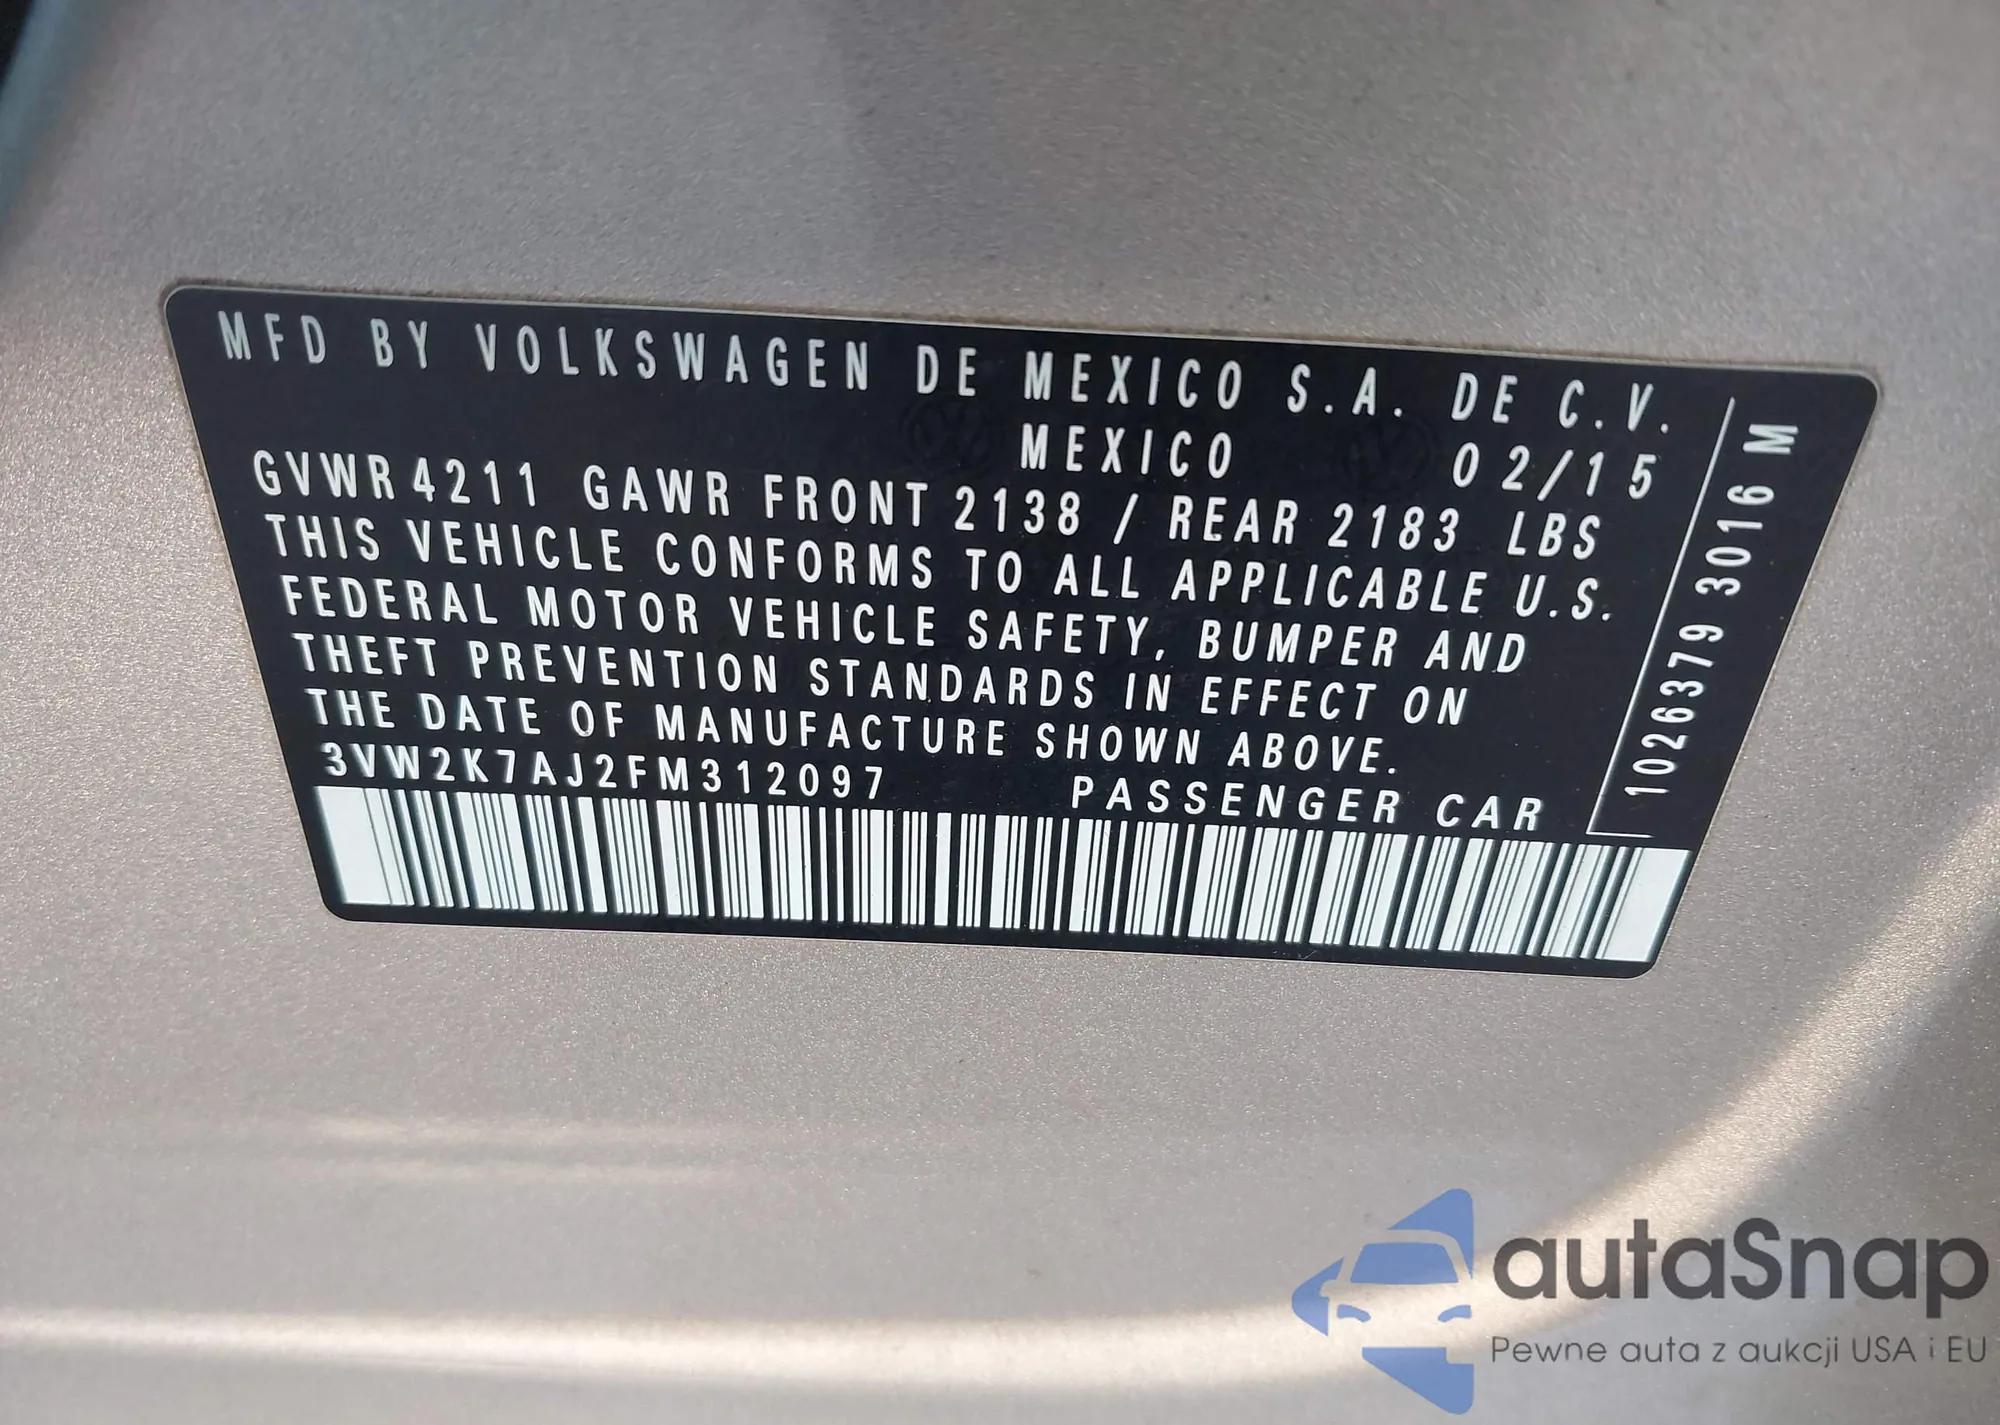 MFD BY VOLKSWAGEN DE MEXICO S.A. DE C.V.
MEXICO 02/15
GVWR 4211 GAWR FRONT 2138 / REAR 2183 LBS
THIS VEHICLE CONFORMS TO ALL APPLICABLE U.S.
FEDERAL MOTOR VEHICLE SAFETY, BUMPER AND
THEFT PREVENTION STANDARDS IN EFFECT ON
THE DATE OF MANUFACTURE SHOWN ABOVE.
3VW2K7AJ2FM312097 PASSENGER CAR
1026379 3016 M
autaSnap
Pewne auta z aukcji USA i EU